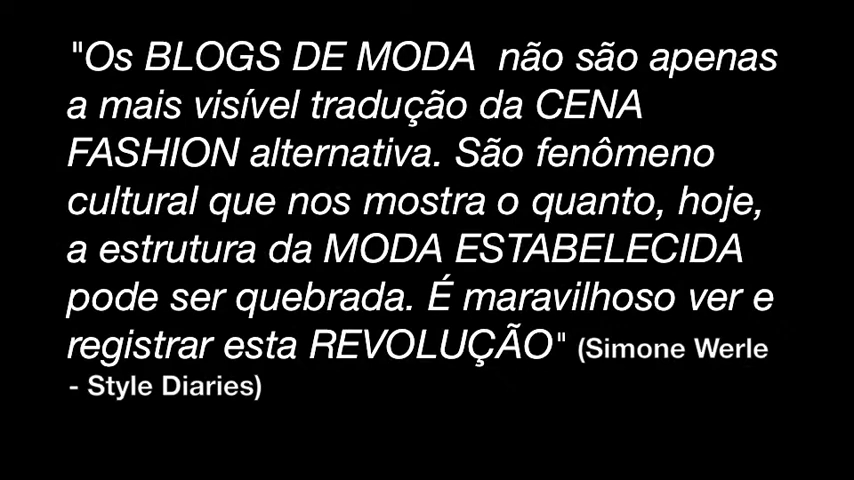 "Os BLOGS DE MODA  não são apenas
a mais visível tradução da CENA
FASHION alternativa. São fenômeno
cultural que nos mostra o quanto, hoje,
a estrutura da MODA ESTABELECIDA
pode ser quebrada. É maravilhoso ver e
registrar esta REVOLUÇÃO" (Simone Werle
- Style Diaries)